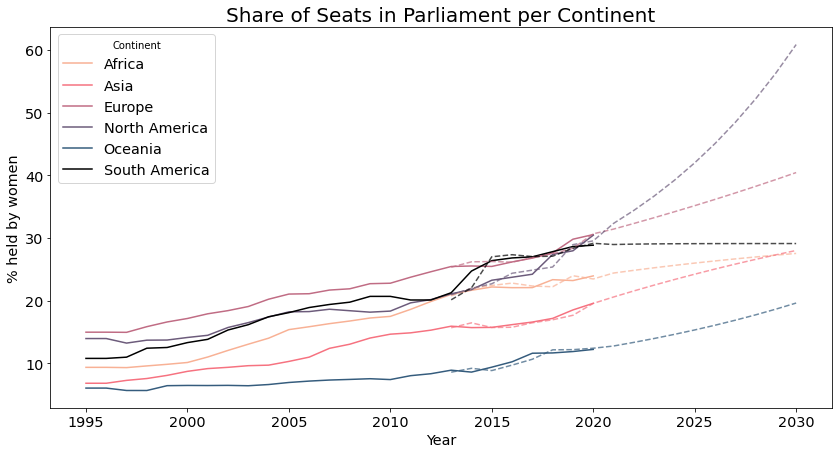 Share of Seats in Parliament per Continent
% held by women
60
50
40
30
20
10
Continent
Africa
Asia
Europe
North America
Oceania
South America
1995 2000 2005 2010 2015 2020 2025 2030
Year